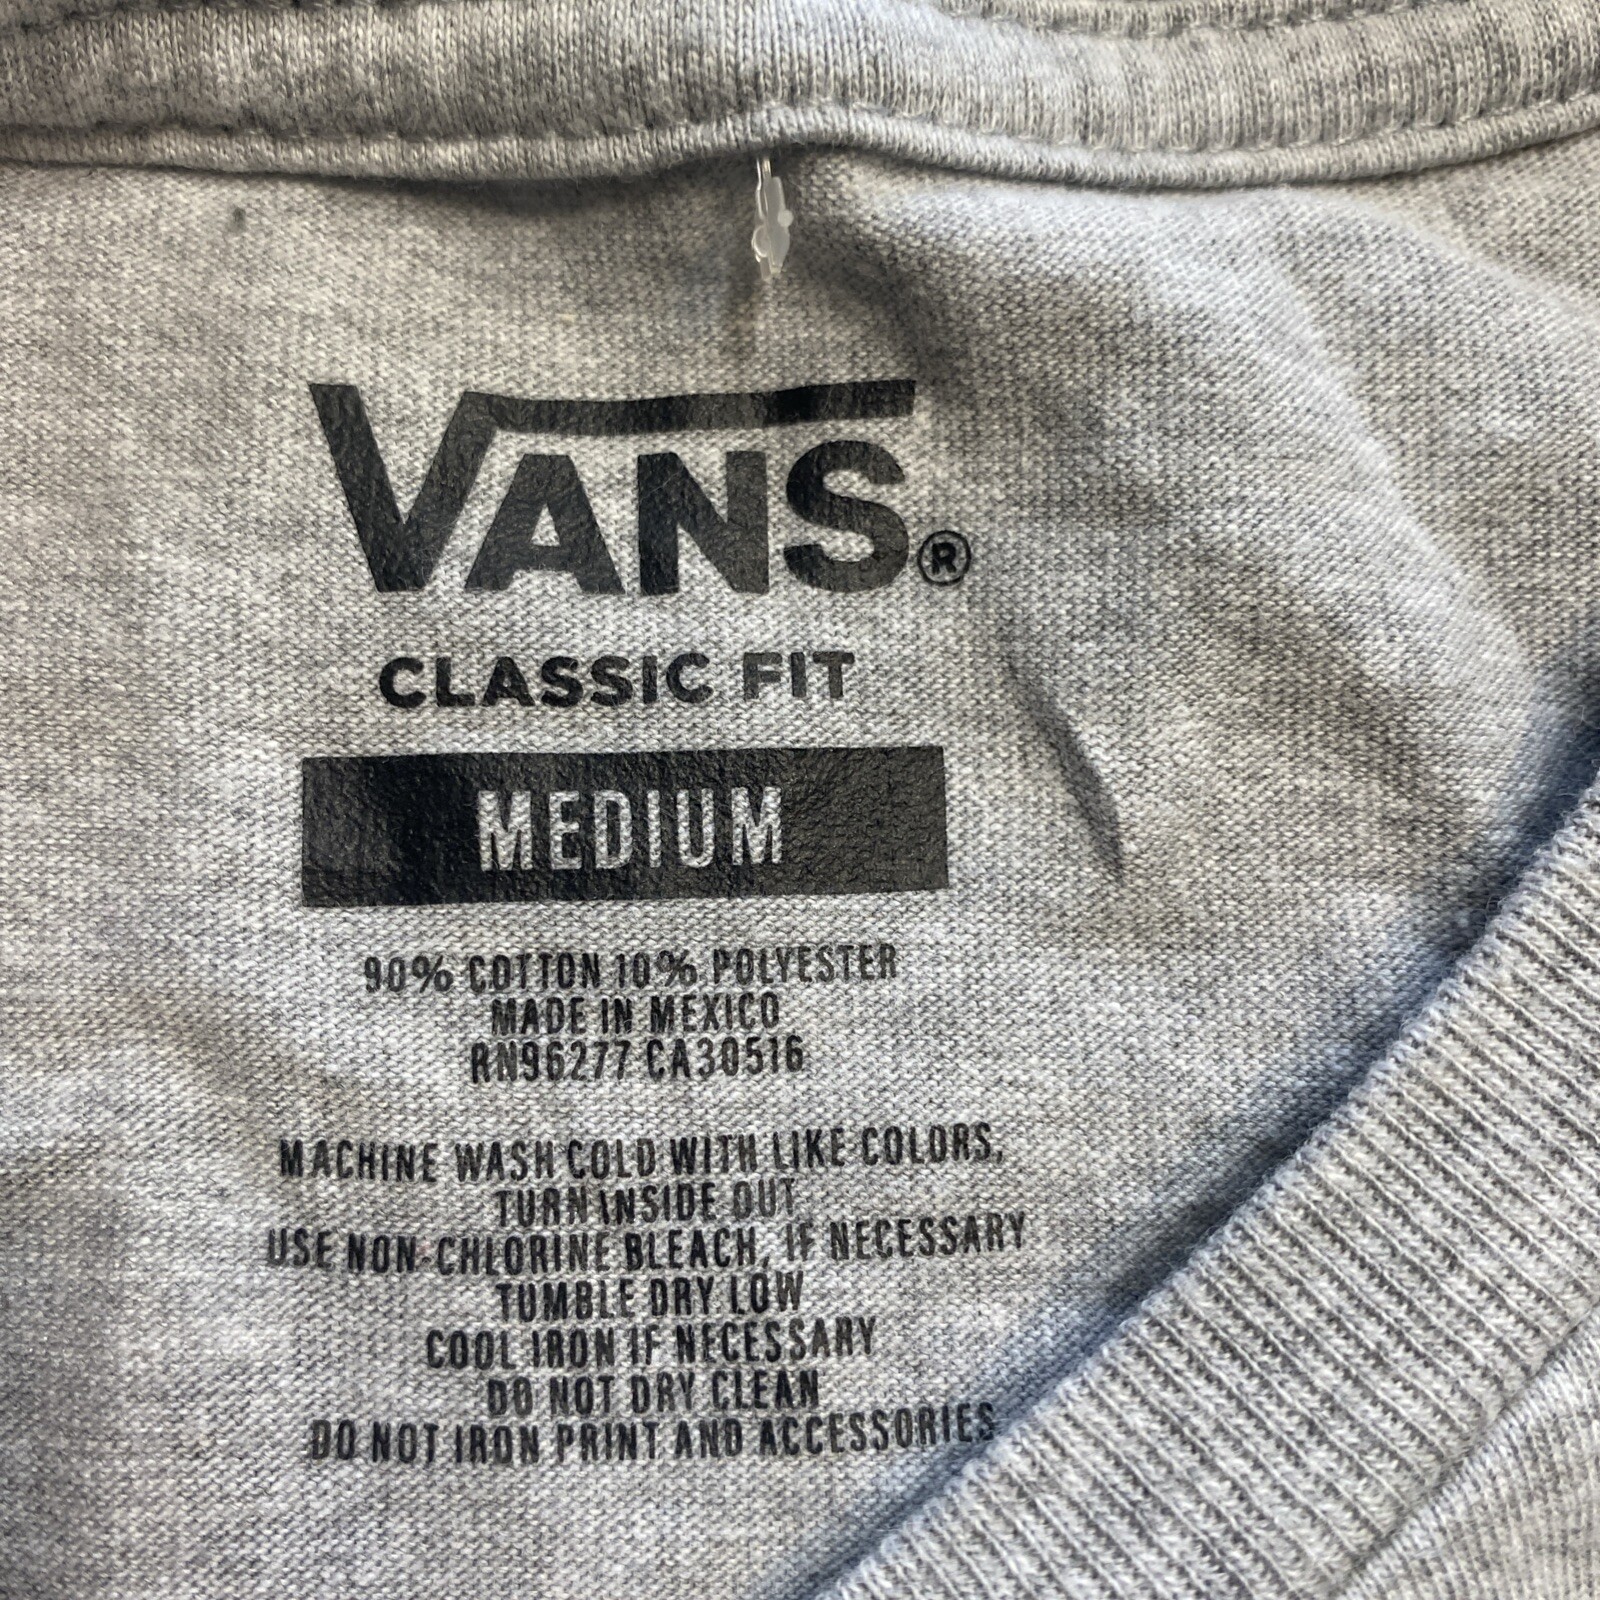 VANS®
CLASSIC FIT
MEDIUM
90% COTTON 10% POLYESTER
MADE IN MEXICO
RN96277 CA30516
MACHINE WASH COLD WITH LIKE COLORS,
TURN INSIDE OUT
USE NON-CHLORINE BLEACH, IF NECESSARY
TUMBLE DRY LOW
COOL IRON IF NECESSARY
DO NOT DRY CLEAN
DO NOT IRON PRINT AND ACCESSORIES